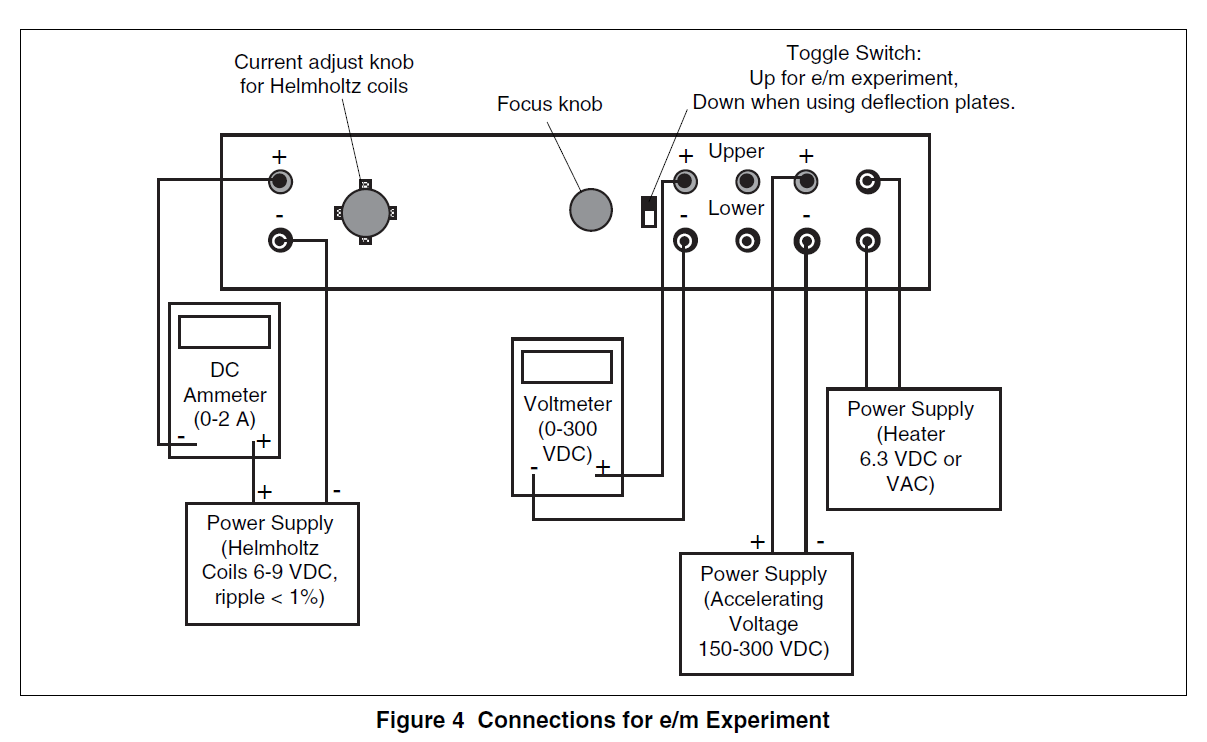 Current adjust knob
for Helmholtz coils
Focus knob
Toggle Switch:
Up for e/m experiment,
Down when using deflection plates.
+
-
+
-
Upper
Lower
+
-
DC
Ammeter
(0-2 A)
-
+
+
-
Power Supply
(Helmholtz
Coils 6-9 VDC,
ripple < 1%)
Voltmeter
(0-300
VDC)
-
+
Power Supply
(Heater
6.3 VDC or
VAC)
+
-
Power Supply
(Accelerating
Voltage
150-300 VDC)
Figure 4 Connections for e/m Experiment